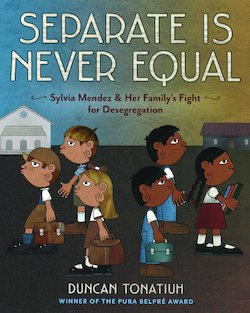 SEPARATE IS
NEVER EQUAL
Sylvia Mendez & Her Family's Fight
for Desegregation
DUNCAN TONATIUH
WINNER OF THE PURA BELPRÉ AWARD